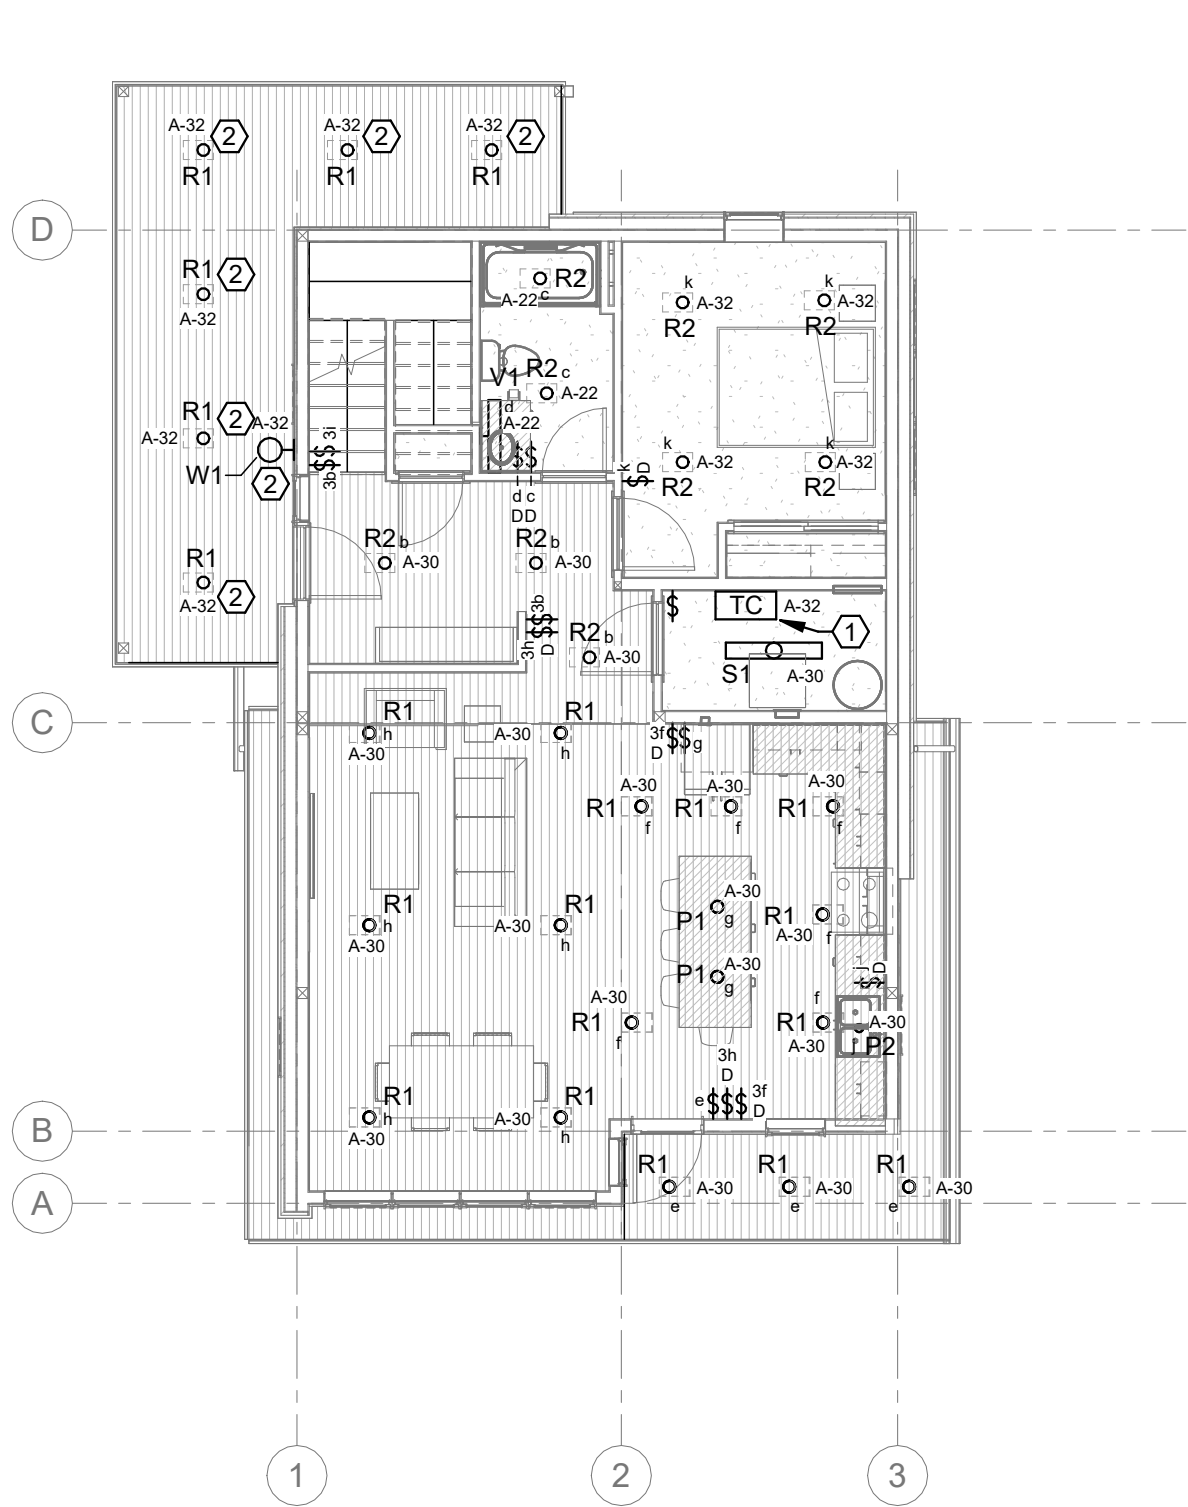 A-32 2
R1
A-32 2
R1
A-32 2
R1
D
R1 2
A-32
R2
A-22 c
k
A-32
R2
k
A-32
R2
V1
R2 c
A-22
d
A-22
R1 2
A-32
A-32
W1
2
3i
$$
3b
$$
d c
D D
k
$
D
k
A-32
R2
k
A-32
R2
R1
2
A-32
R2 b
A-30
R2 b
A-30
3b
$$
3h D
R2 b
A-30
$
TC
A-32
1
S1
A-30
C
R1
h
A-30
R1
A-30
h
3f
D
$$
g
A-30
R1
f
A-30
R1
f
A-30
R1
f
R1
h
A-30
R1
A-30
h
A-30
P1
g
R1
A-30
f
A-30
P1
g
j
D
$
A-30
R1
f
f
R1
A-30
A-30
j P2
R1
h
A-30
R1
A-30
h
3h
D
e $$$
3f
D
B
A
R1
A-30
e
R1
A-30
e
R1
A-30
e
1
2
3